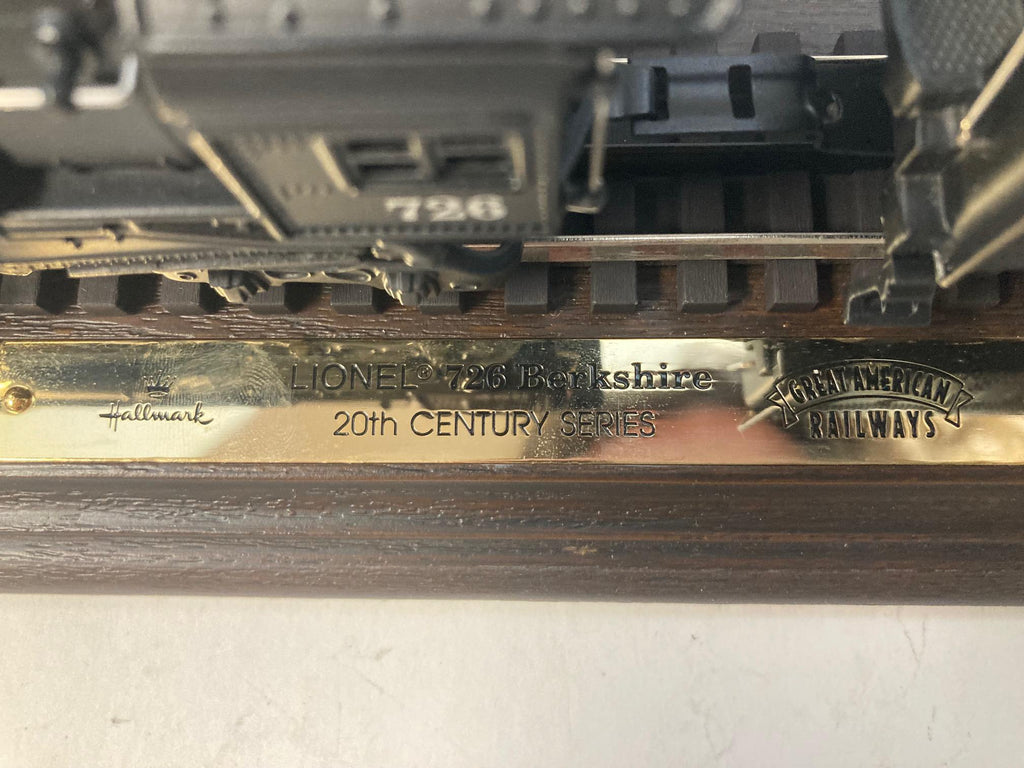 726
Hallmark
LIONEL® 726 Berkshire
20th CENTURY SERIES
GREAT AMERICAN
RAILWAYS